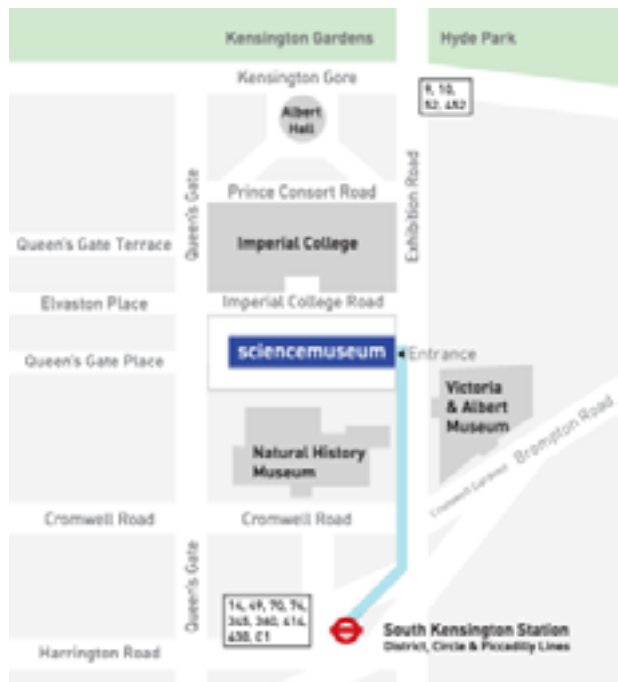 Kensington Gardens
Hyde Park
Kensington Gore
9, 10,
52, 452
Albert
Hall
Queen's Gate
Exhibition Road
Prince Consort Road
Queen's Gate Terrace
Imperial College
Elvaston Place
Imperial College Road
Queen's Gate Place
sciencemuseum
Entrance
Victoria
& Albert
Museum
Brompton Road
Natural History
Museum
Cromwell Gardens
Cromwell Road
Cromwell Road
Queen's Gate
14, 49, 70, 74,
345, 360, 414,
430, C1
South Kensington Station
District, Circle & Piccadilly Lines
Harrington Road